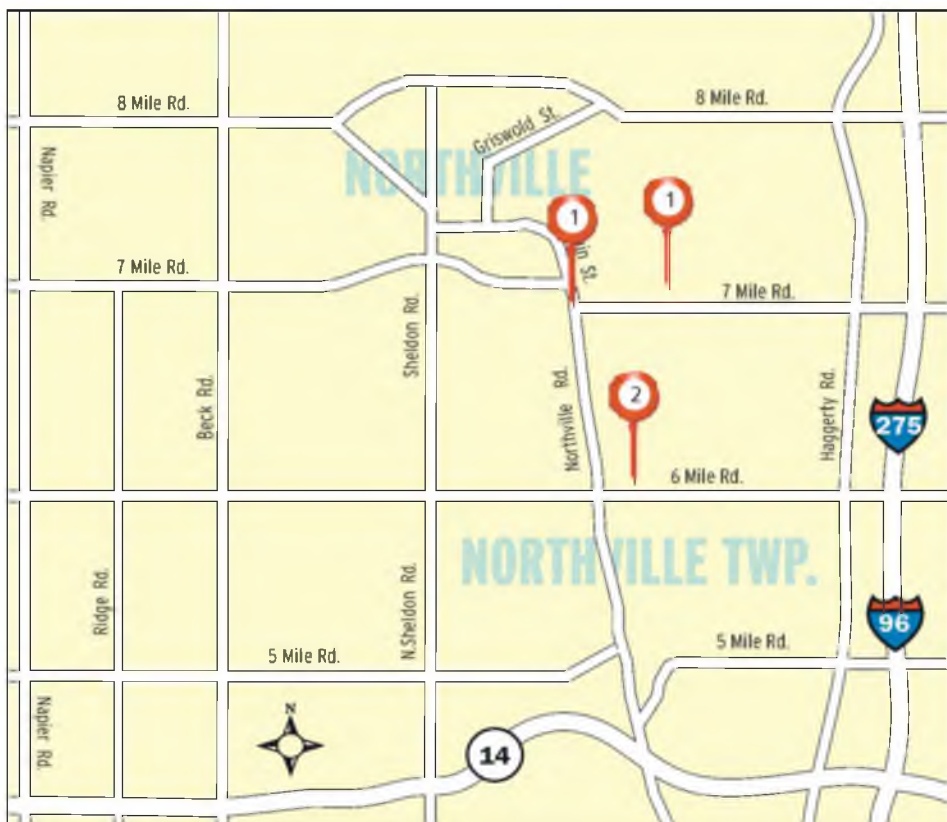 8 Mile Rd.
8 Mile Rd.
Griswold St.
Napier Rd.
NORTHVILLE
1
1
St.
7 Mile Rd.
7 Mile Rd.
Sheldon Rd.
Beck Rd.
Northville Rd.
2
Haggerty Rd.
275
6 Mile Rd.
NORTHVILLE TWP.
Ridge Rd.
N.Sheldon Rd.
96
5 Mile Rd.
5 Mile Rd.
Napier Rd.
N
14